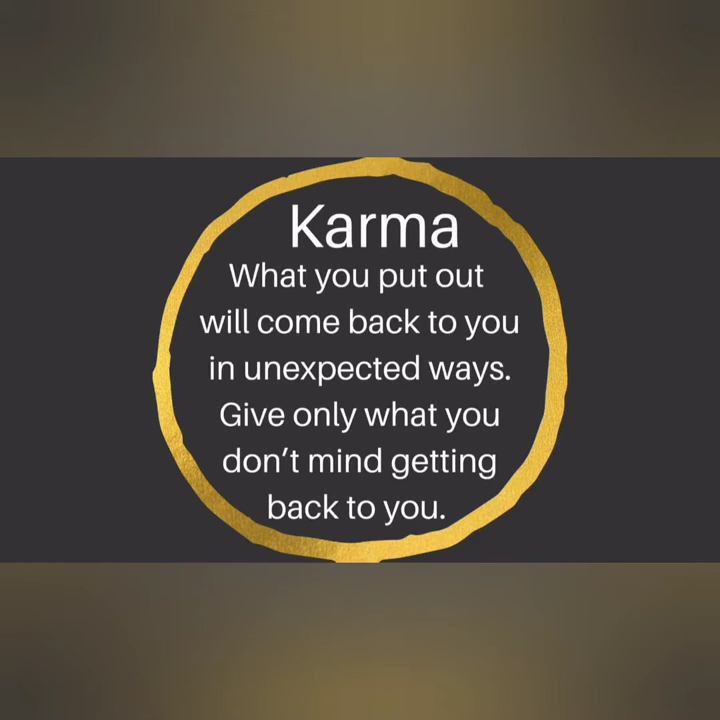 Karma
What you put out
will come back to you
in unexpected ways.
Give only what you
don’t mind getting
back to you.